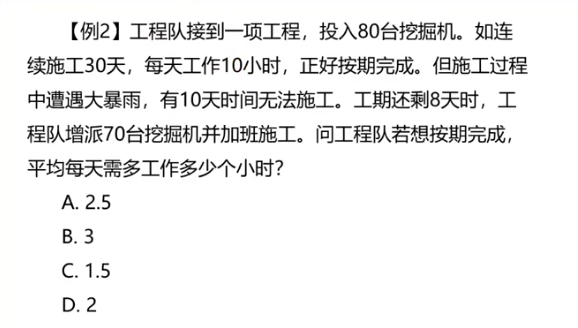 【例2】工程队接到一项工程，投入80台挖掘机。如连
续施工30天，每天工作10小时，正好按期完成。但施工过程
中遭遇大暴雨，有10天时间无法施工。工期还剩8天时，工
程队增派70台挖掘机并加班施工。问工程队若想按期完成，
平均每天需多工作多少个小时？
A. 2.5
B. 3
C. 1.5
D. 2